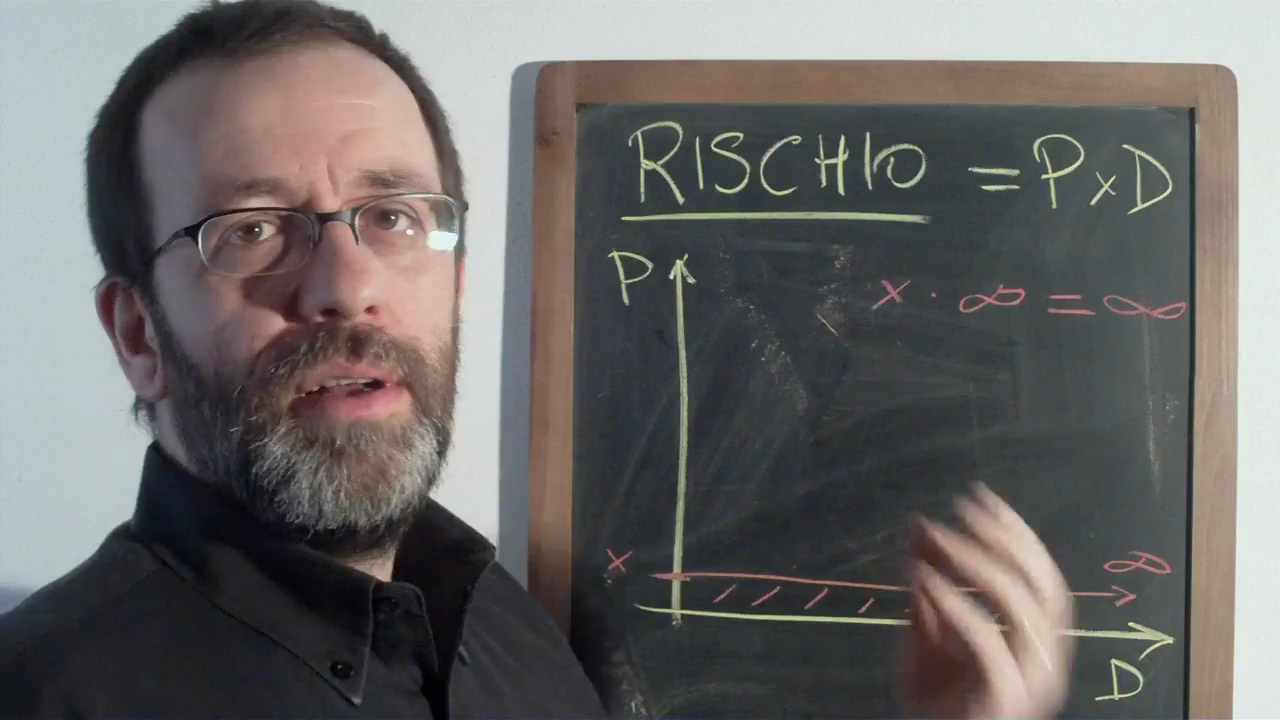 RISCHIO = P x D
P
x · ∞ = ∞
x
∞
D